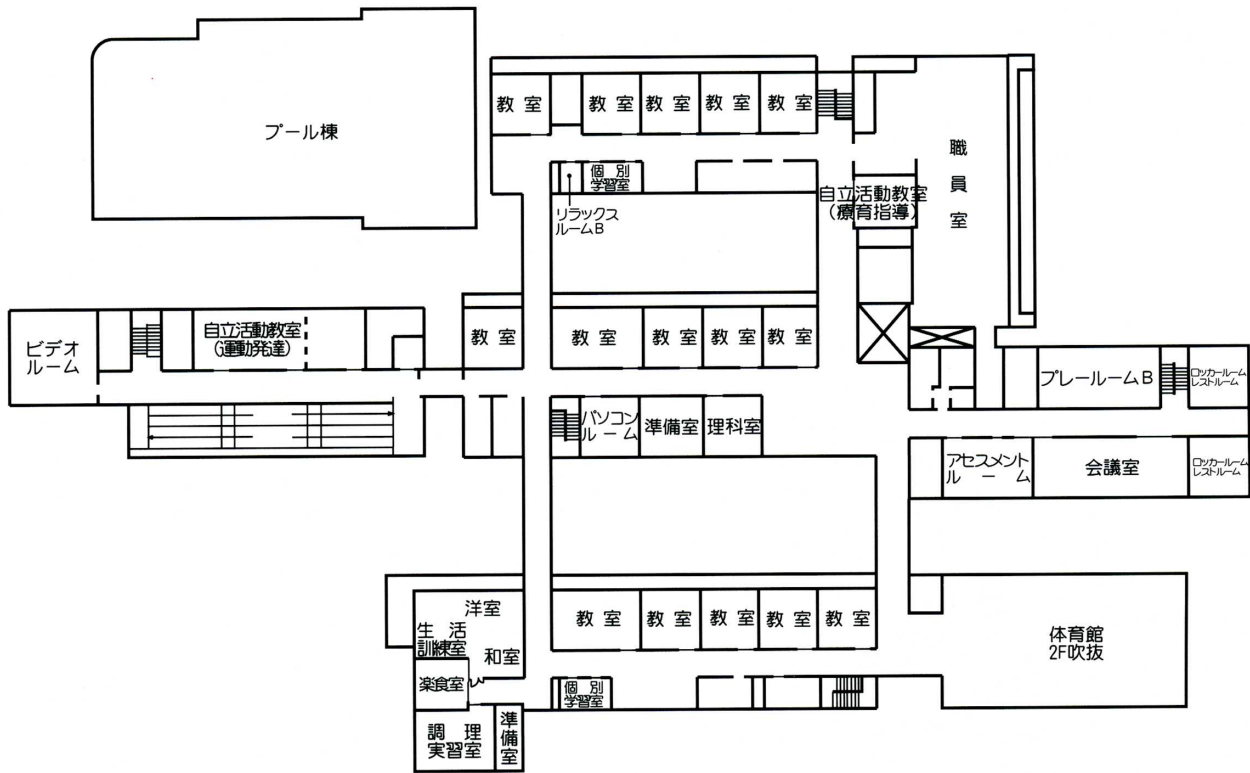 プール棟
教室
教室
教室
教室
教室
職員室
個別
学習室
リラックス
ルームB
自立活動教室
(療育指導)
ビデオ
ルーム
自立活動教室
(運動発達)
教室
教室
教室
教室
教室
プレールームB
ロッカールーム
レストルーム
パソコン
ルーム
準備室
理科室
アセスメント
ルーム
会議室
ロッカールーム
レストルーム
洋室
生活
訓練室
和室
教室
教室
教室
教室
教室
体育館
2F吹抜
楽食室
個別
学習室
調理
実習室
準備室